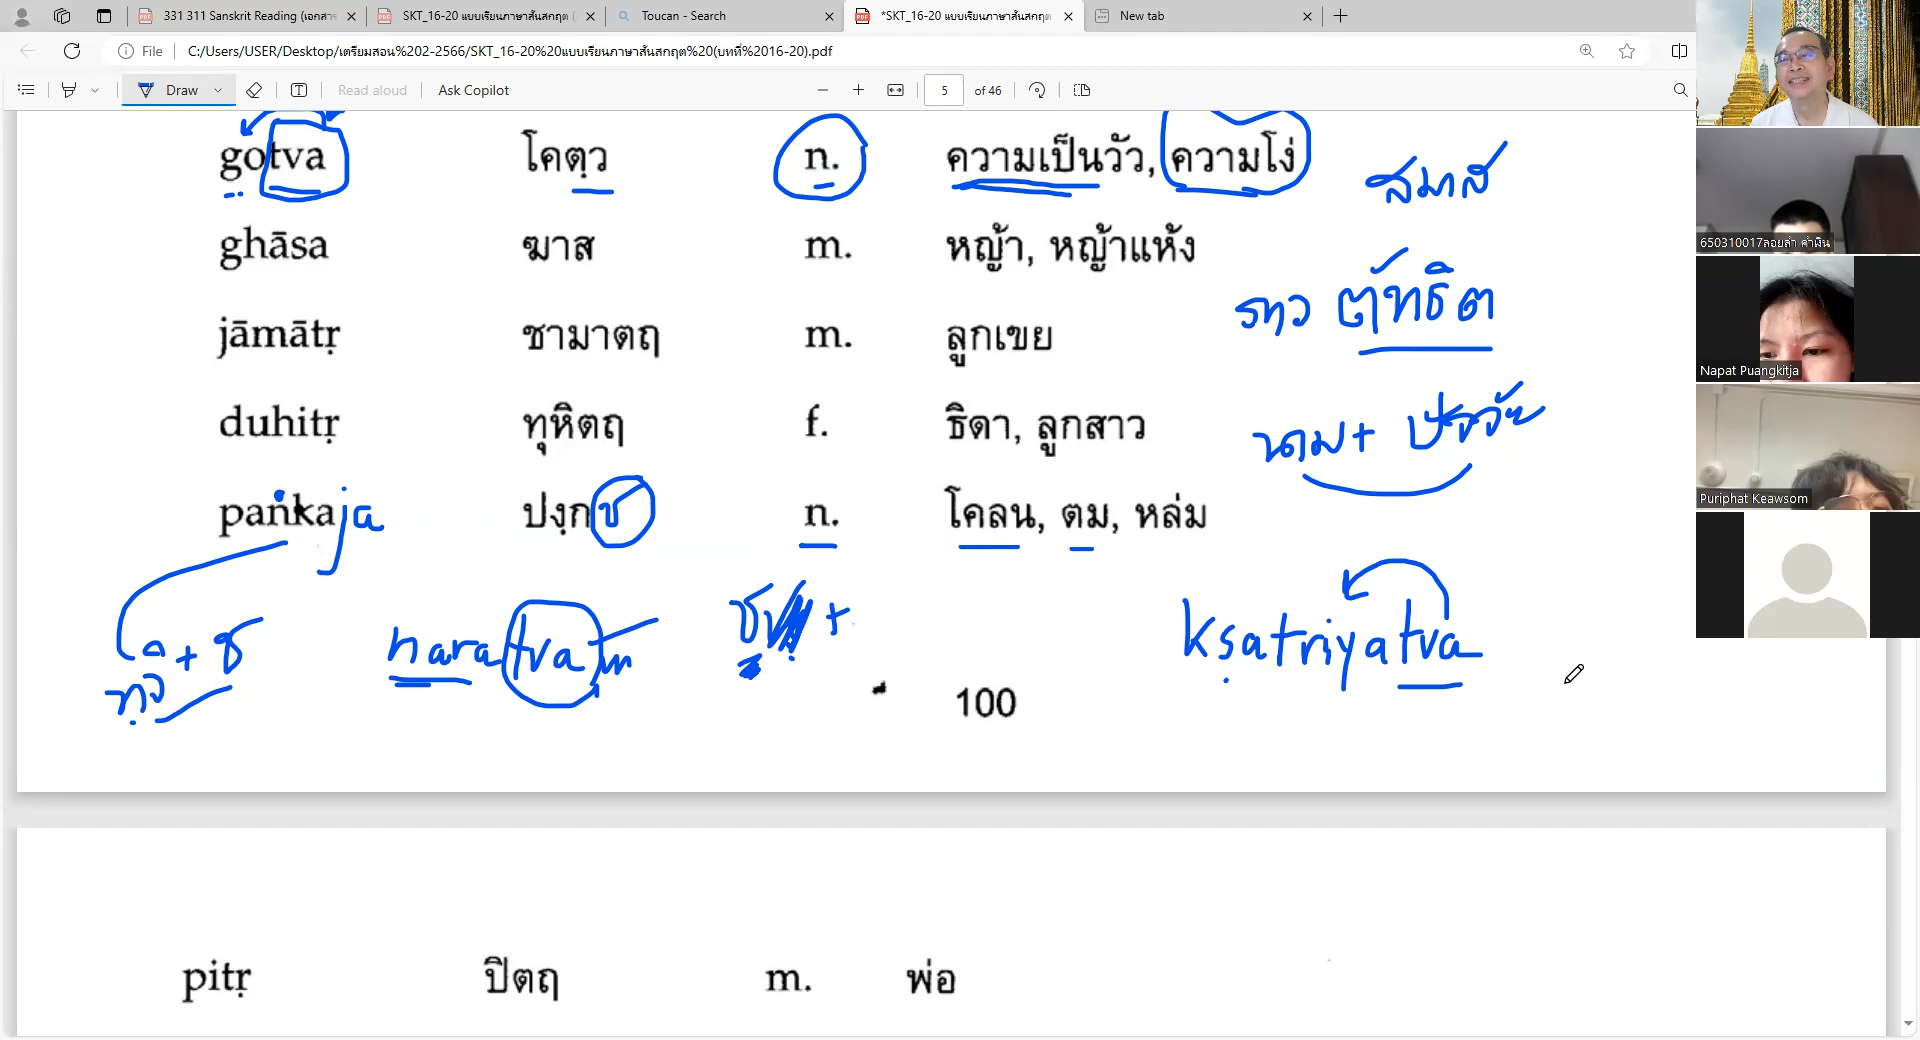 331 311 Sanskrit Reading (เอกสาร
SKT_16-20 แบบเรียนภาษาสันสกฤต (
Toucan - Search
*SKT_16-20 แบบเรียนภาษาสันสกฤต
New tab
File C:/Users/USER/Desktop/เตรียมสอน%202-2566/SKT_16-20%20แบบเรียนภาษาสันสกฤต%20(บทที่%2016-20).pdf
Draw Read aloud Ask Copilot 5 of 46
gotva โคตฺว n. ความเป็นวัว, ความโง่ สมาส
ghāsa ฆาส m. หญ้า, หญ้าแห้ง
ตัทธิต
jāmātṛ ชามาตฤ m. ลูกเขย
duhitṛ ทุหิตฤ f. ธิดา, ลูกสาว
นาม + ปัจจัย
paṅkaja ปงฺกช n. โคลน, ตม, หล่ม
+ ช naratvam + kṣatriyatva
ทฺวิ
100
pitṛ ปิตฤ m. พ่อ
650310017ลอยลำ คำเงิน
Napat Puangkitja
Puriphat Keawsom